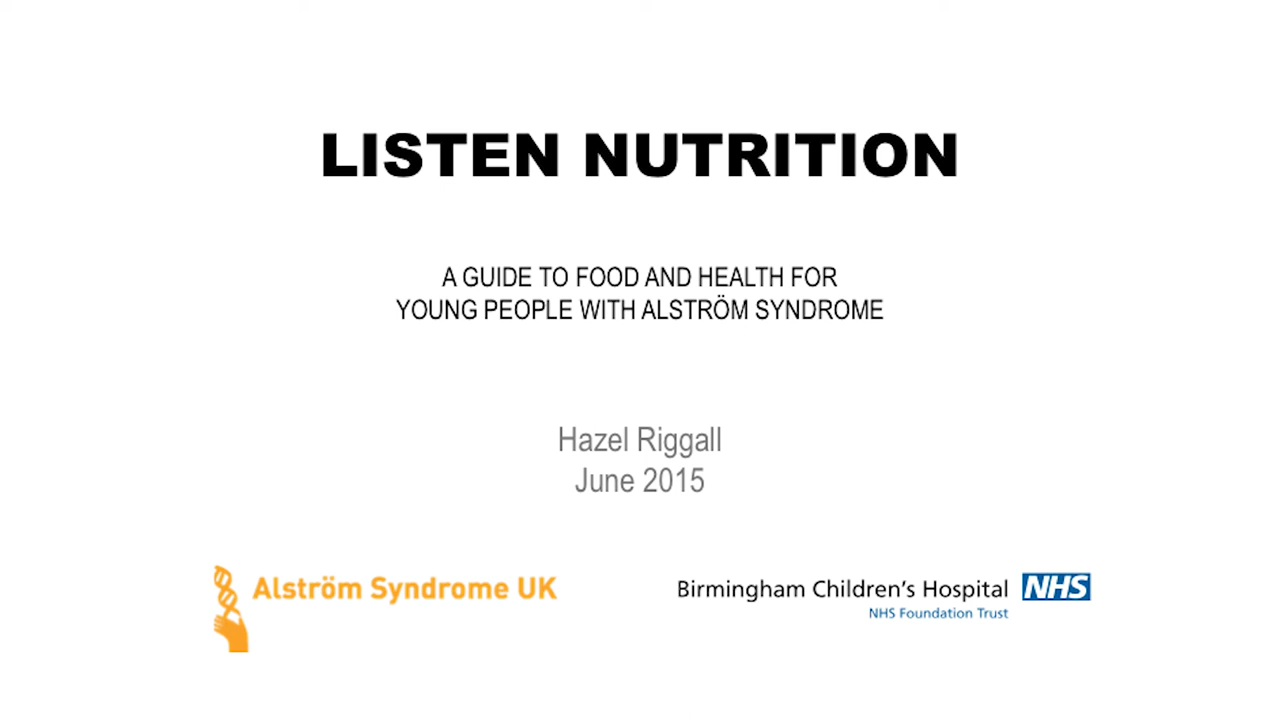 LISTEN NUTRITION
A GUIDE TO FOOD AND HEALTH FOR
YOUNG PEOPLE WITH ALSTRÖM SYNDROME
Hazel Riggall
June 2015
Alström Syndrome UK
Birmingham Children's Hospital NHS
NHS Foundation Trust